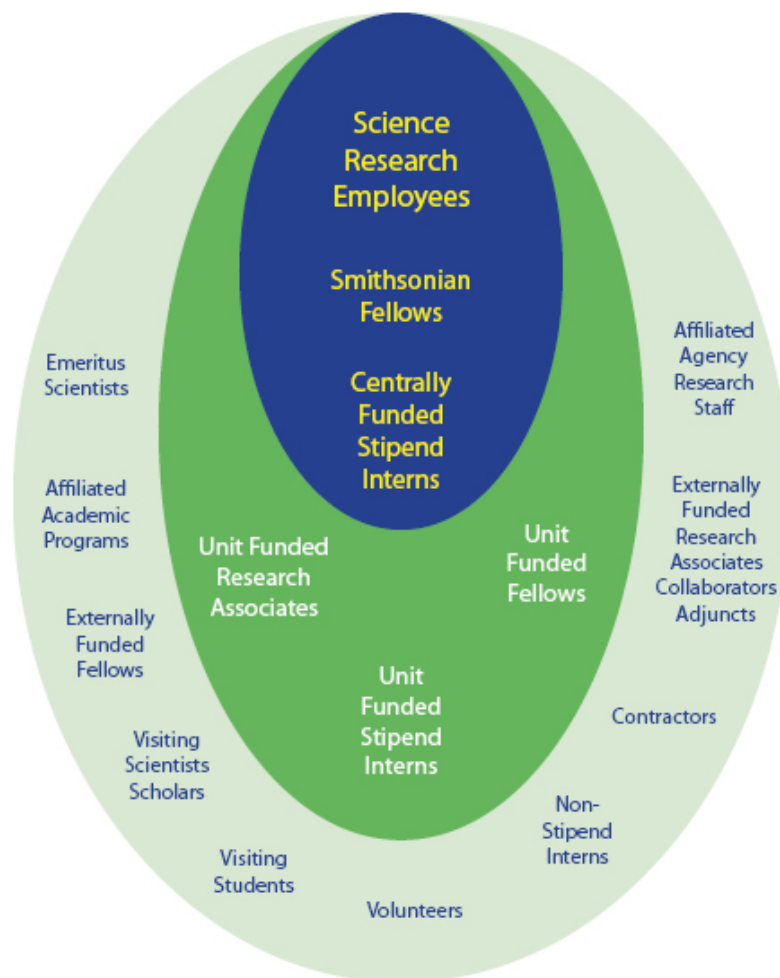 Science
Research
Employees
Smithsonian
Fellows
Centrally
Funded
Stipend
Interns
Unit Funded
Research
Associates
Unit
Funded
Fellows
Unit
Funded
Stipend
Interns
Emeritus
Scientists
Affiliated
Academic
Programs
Externally
Funded
Fellows
Visiting
Scientists
Scholars
Visiting
Students
Volunteers
Non-
Stipend
Interns
Contractors
Externally
Funded
Research
Associates
Collaborators
Adjuncts
Affiliated
Agency
Research
Staff